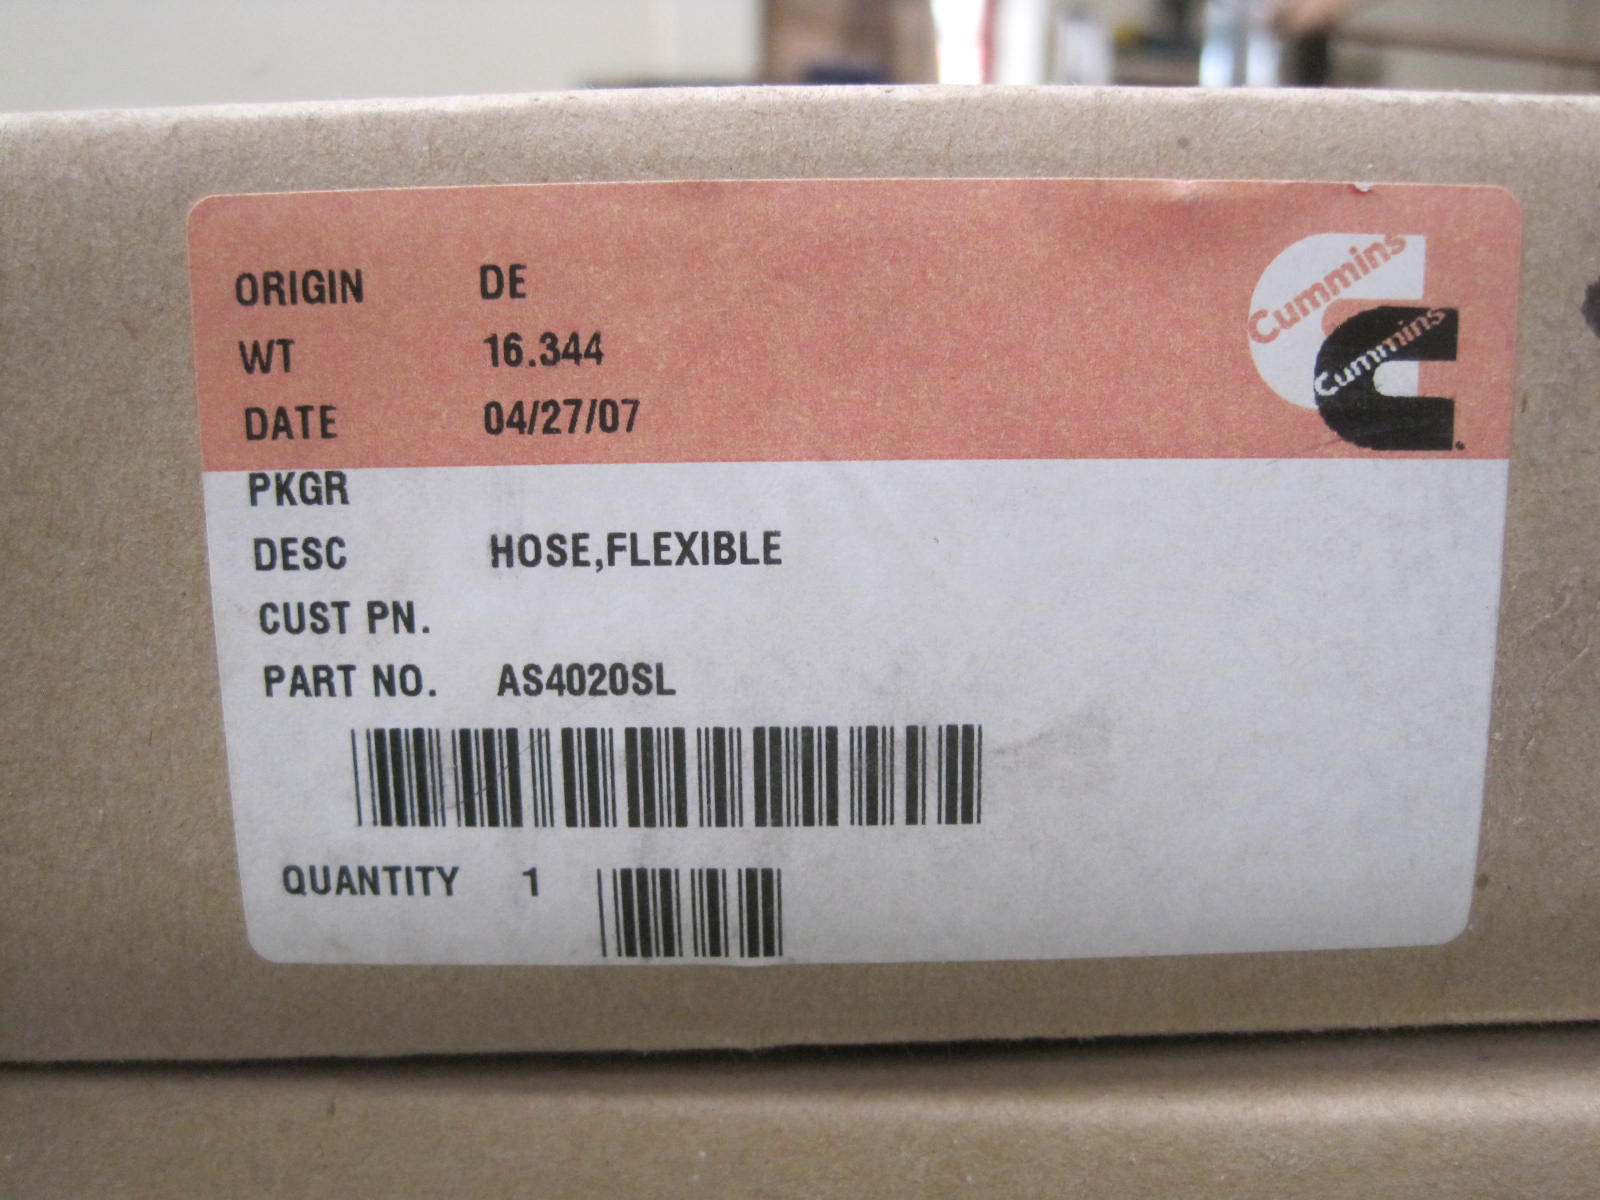 ORIGIN DE
WT 16.344
DATE 04/27/07
PKGR
DESC HOSE,FLEXIBLE
CUST PN.
PART NO. AS4020SL
QUANTITY 1
Cummins
Cummins